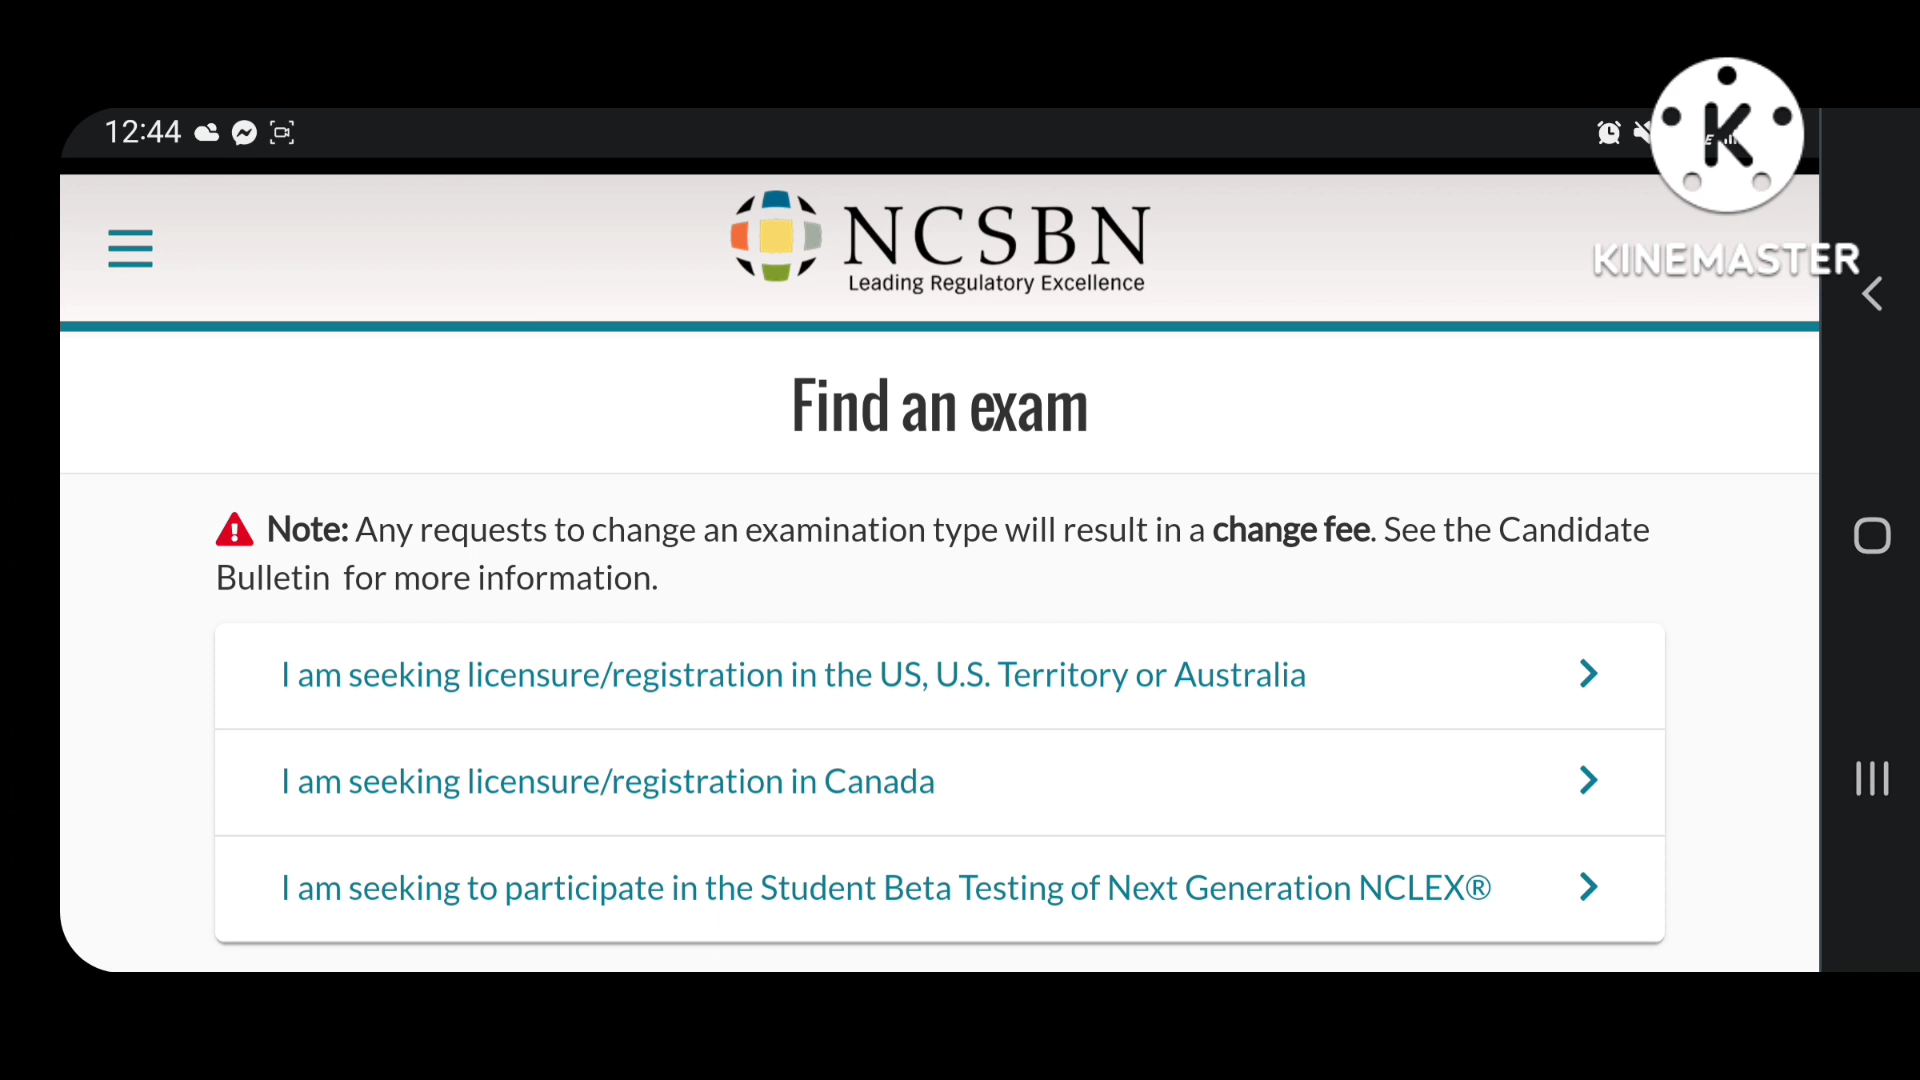 12:44
K
KINEMASTER
NCSBN
Leading Regulatory Excellence
Find an exam
Note: Any requests to change an examination type will result in a change fee. See the Candidate
Bulletin for more information.
I am seeking licensure/registration in the US, U.S. Territory or Australia
I am seeking licensure/registration in Canada
I am seeking to participate in the Student Beta Testing of Next Generation NCLEX®